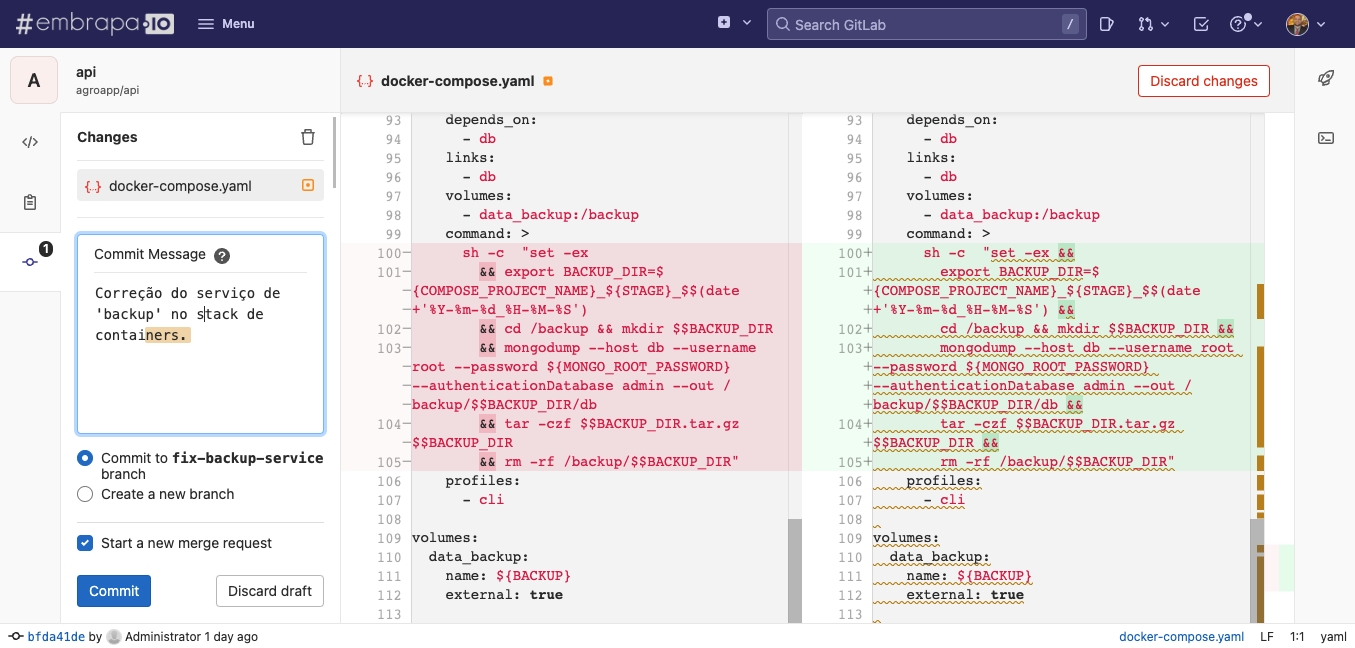 #embrapa.IO
Menu
Search GitLab
/
A
api
agroapp/api
{..} docker-compose.yaml
Discard changes
Changes
{..} docker-compose.yaml
1
Commit Message ?
Correção do serviço de
'backup' no stack de
containers.
Commit to fix-backup-service
branch
Create a new branch
Start a new merge request
Commit
Discard draft
93 depends_on:
94 - db
95 links:
96 - db
97 volumes:
98 - data_backup:/backup
99 command: >
100− sh -c "set -ex
101− && export BACKUP_DIR=$
−{COMPOSE_PROJECT_NAME}_${STAGE}_$$(date
−+'%Y-%m-%d_%H-%M-%S')
102− && cd /backup && mkdir $$BACKUP_DIR
103− && mongodump --host db --username
−root --password ${MONGO_ROOT_PASSWORD}
−--authenticationDatabase admin --out /
−backup/$$BACKUP_DIR/db
104− && tar -czf $$BACKUP_DIR.tar.gz
−$$BACKUP_DIR
105− && rm -rf /backup/$$BACKUP_DIR"
106 profiles:
107 - cli
108
109 volumes:
110 data_backup:
111 name: ${BACKUP}
112 external: true
113
93 depends_on:
94 - db
95 links:
96 - db
97 volumes:
98 - data_backup:/backup
99 command: >
100+ sh -c "set -ex &&
101+ export BACKUP_DIR=$
+{COMPOSE_PROJECT_NAME}_${STAGE}_$$(date
++'%Y-%m-%d_%H-%M-%S') &&
102+ cd /backup && mkdir $$BACKUP_DIR &&
103+ mongodump --host db --username root
+--password ${MONGO_ROOT_PASSWORD}
+--authenticationDatabase admin --out /
+backup/$$BACKUP_DIR/db &&
104+ tar -czf $$BACKUP_DIR.tar.gz
+$$BACKUP_DIR &&
105+ rm -rf /backup/$$BACKUP_DIR"
106 profiles:
107 - cli
108
109 volumes:
110 data_backup:
111 name: ${BACKUP}
112 external: true
113
bfda41de by Administrator 1 day ago
docker-compose.yaml LF 1:1 yaml